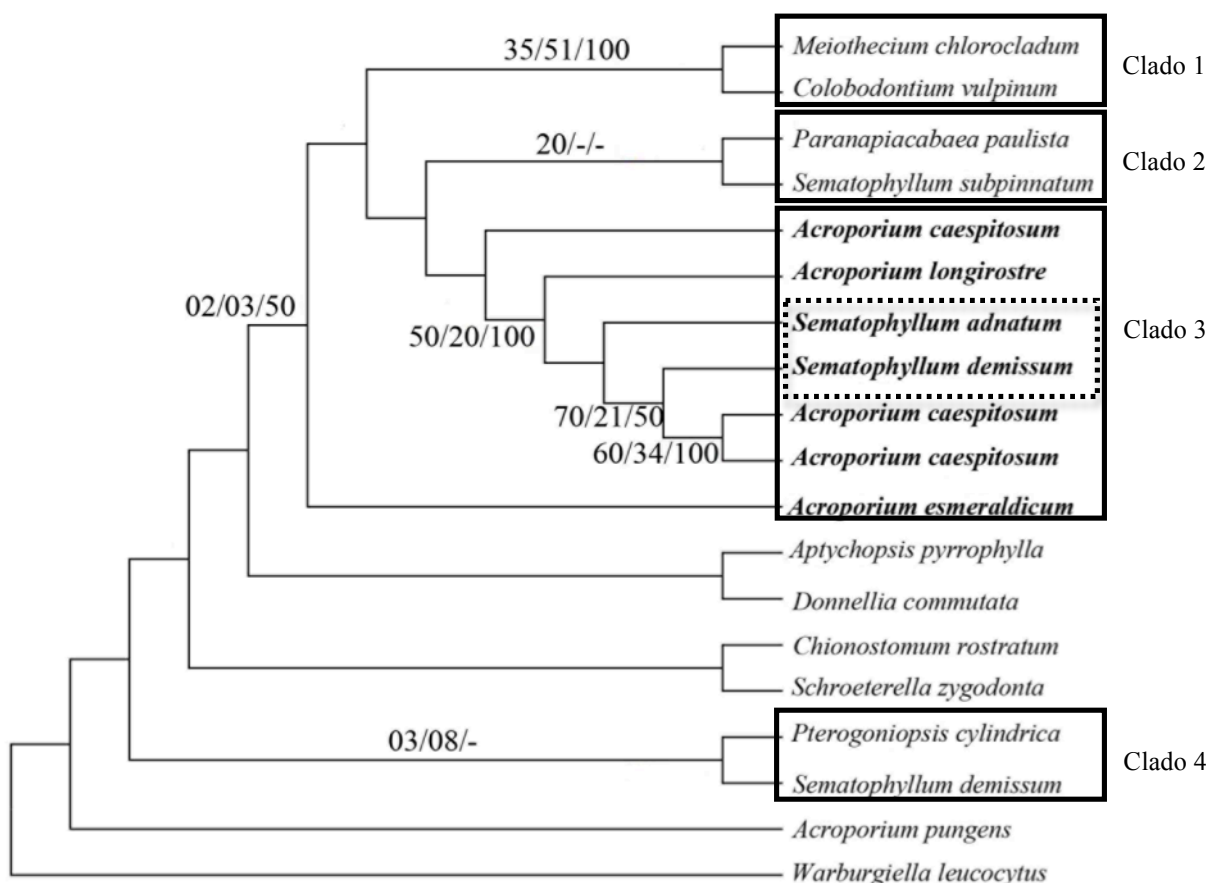 35/51/100
Meiothecium chlorocladum
Colobodontium vulpinum
Clado 1
20/-/-
Paranapiacabaea paulista
Sematophyllum subpinnatum
Clado 2
Acroporium caespitosum
Acroporium longirostre
02/03/50
50/20/100
Sematophyllum adnatum
Clado 3
Sematophyllum demissum
70/21/50
Acroporium caespitosum
60/34/100
Acroporium caespitosum
Acroporium esmeraldicum
Aptychopsis pyrrophylla
Donnellia commutata
Chionostomum rostratum
Schroeterella zygodonta
03/08/-
Pterogoniopsis cylindrica
Clado 4
Sematophyllum demissum
Acroporium pungens
Warburgiella leucocytus